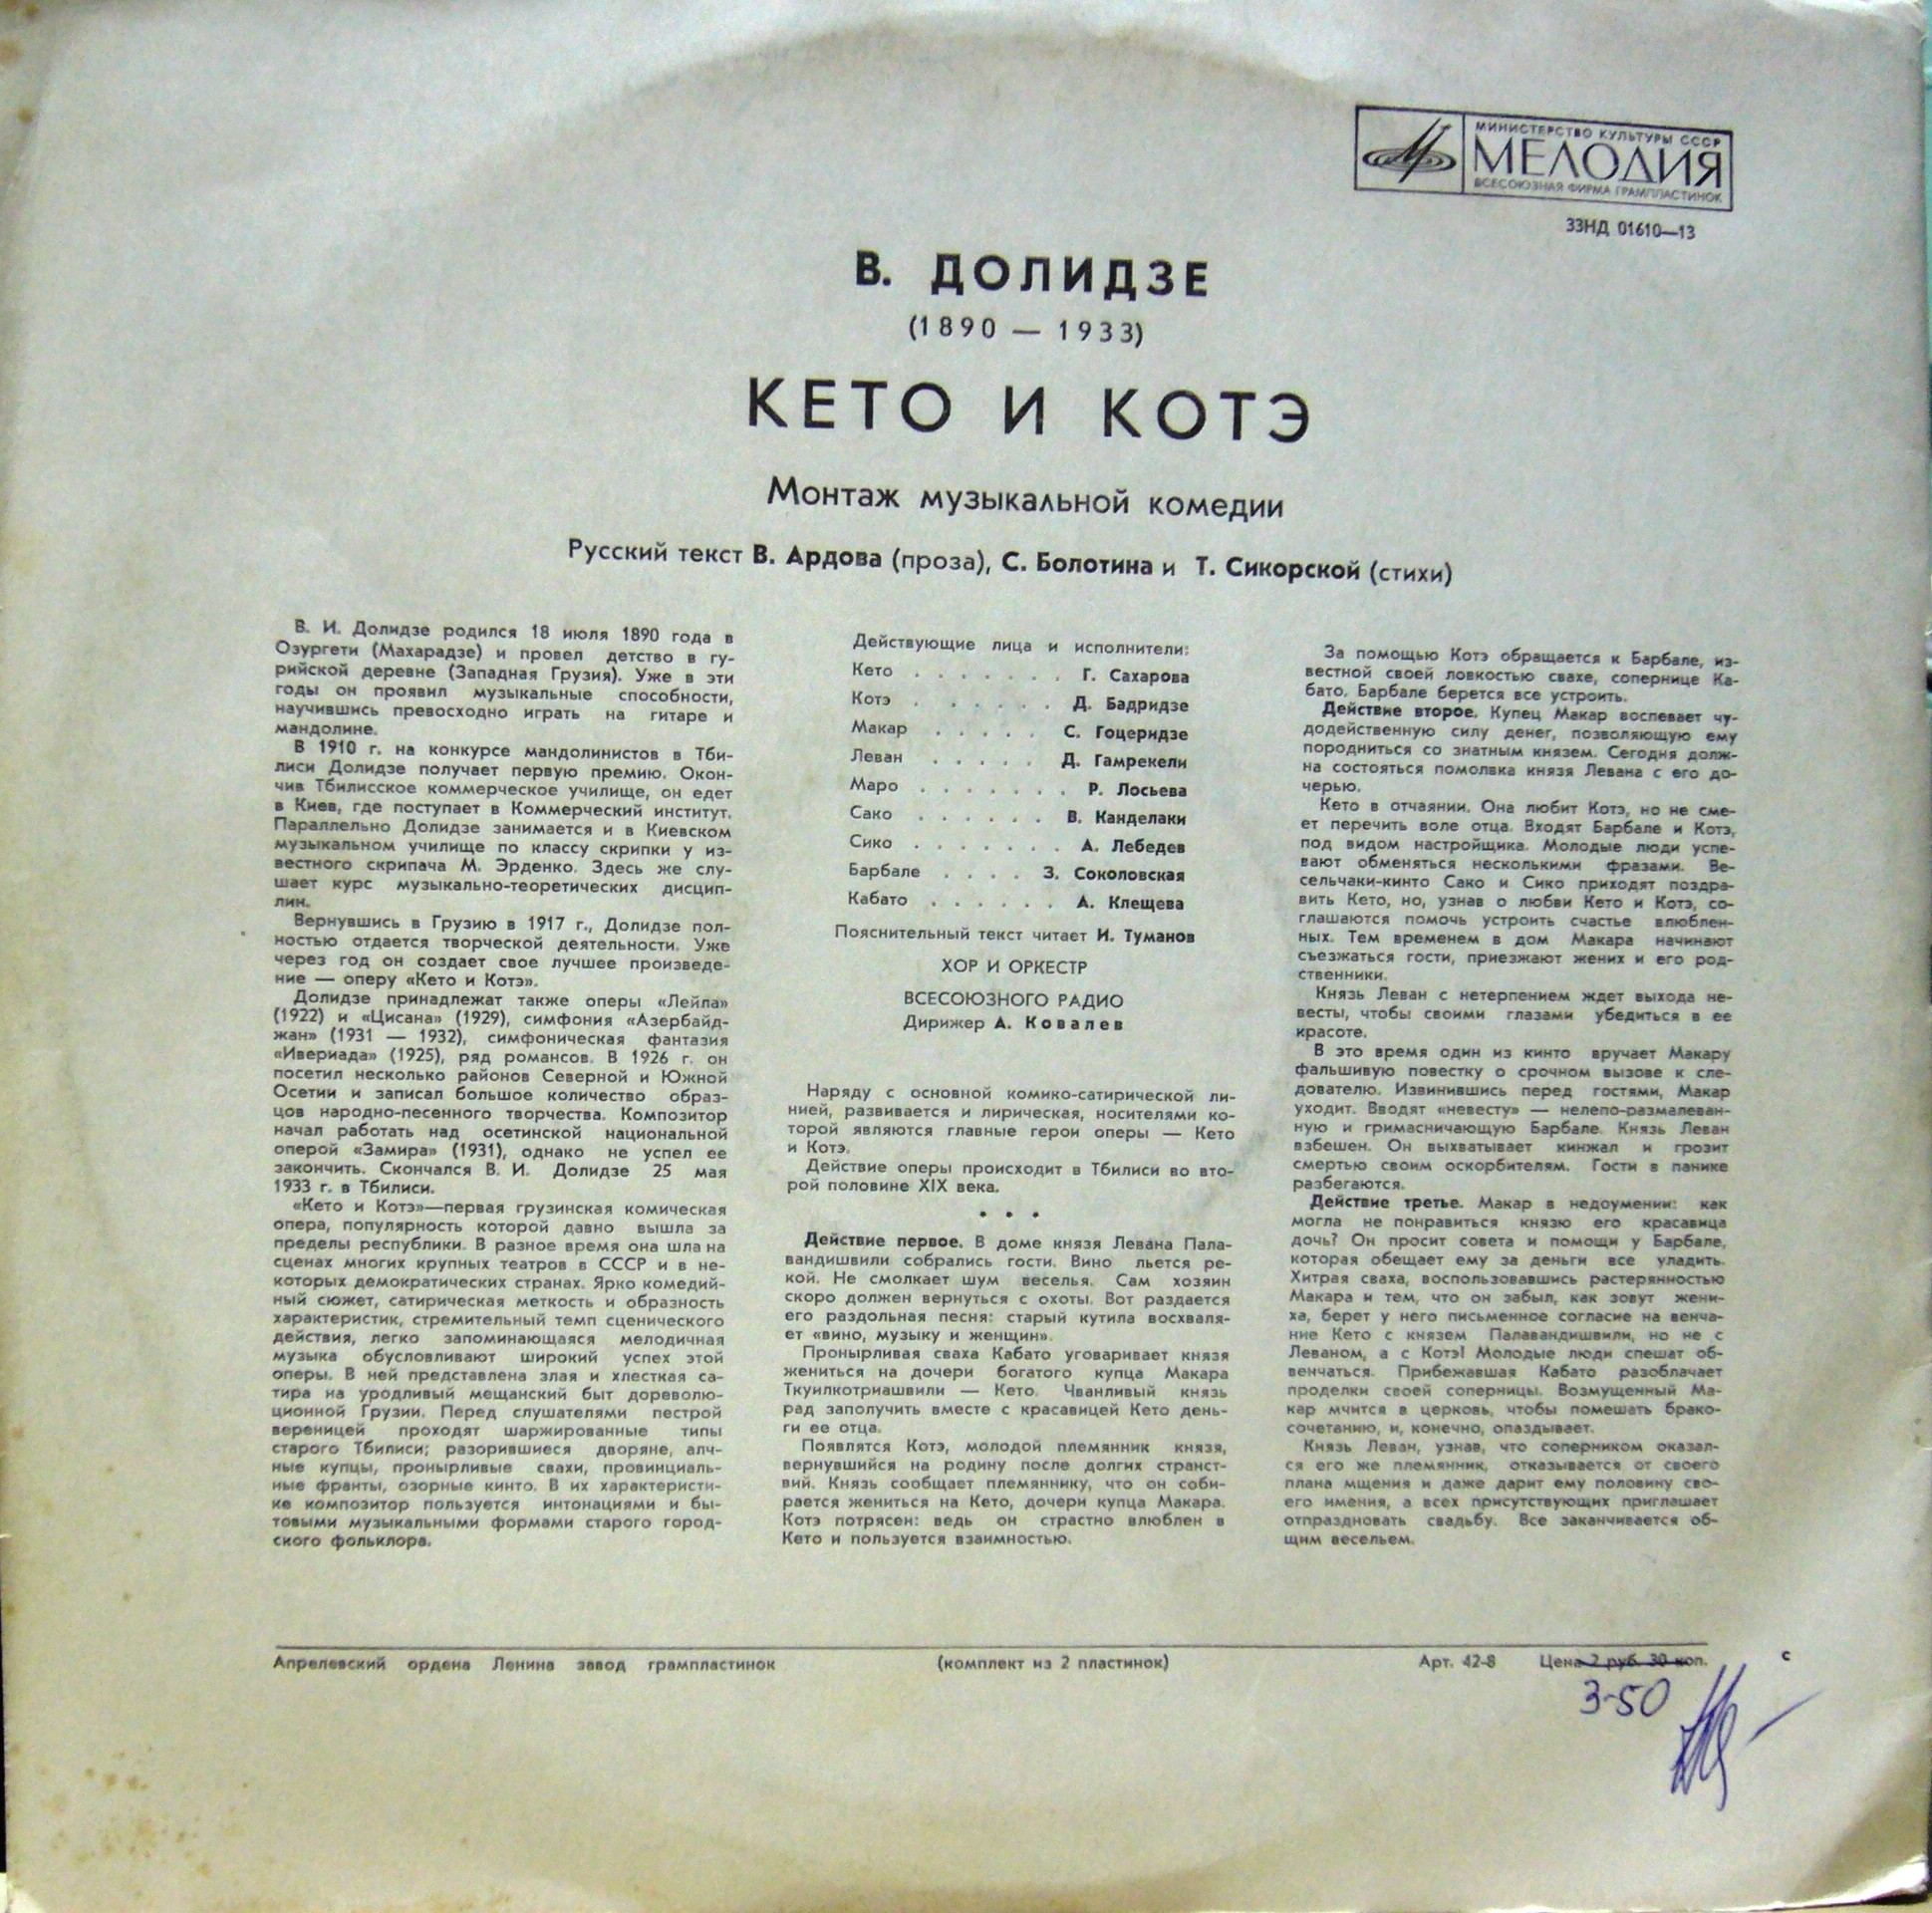 МИНИСТЕРСТВО КУЛЬТУРЫ СССР
МЕЛОДИЯ
ВСЕСОЮЗНАЯ ФИРМА ГРАМПЛАСТИНОК
33НД 01610—13
В. ДОЛИДЗЕ
(1890 — 1933)
КЕТО И КОТЭ
Монтаж музыкальной комедии
Русский текст В. Ардова (проза), С. Болотина и Т. Сикорской (стихи)
В. И. Долидзе родился 18 июля 1890 года в
Озургети (Махарадзе) и провел детство в гу-
рийской деревне (Западная Грузия). Уже в эти
годы он проявил музыкальные способности,
научившись превосходно играть на гитаре и
мандолине.
В 1910 г. на конкурсе мандолинистов в Тби-
лиси Долидзе получает первую премию. Окон-
чив Тбилисское коммерческое училище, он едет
в Киев, где поступает в Коммерческий институт.
Параллельно Долидзе занимается и в Киевском
музыкальном училище по классу скрипки у из-
вестного скрипача М. Эрденко. Здесь же слу-
шает курс музыкально-теоретических дисцип-
лин.
Вернувшись в Грузию в 1917 г., Долидзе пол-
ностью отдается творческой деятельности. Уже
через год он создает свое лучшее произведе-
ние — оперу «Кето и Котэ».
Долидзе принадлежат также оперы «Лейла»
(1922) и «Цисана» (1929), симфония «Азербайд-
жан» (1931 — 1932), симфоническая фантазия
«Ивериада» (1925), ряд романсов. В 1926 г. он
посетил несколько районов Северной и Южной
Осетии и записал большое количество образ-
цов народно-песенного творчества. Композитор
начал работать над осетинской национальной
оперой «Замира» (1931), однако не успел ее
закончить. Скончался В. И. Долидзе 25 мая
1933 г. в Тбилиси.
«Кето и Котэ»—первая грузинская комическая
опера, популярность которой давно вышла за
пределы республики. В разное время она шла на
сценах многих крупных театров в СССР и в не-
которых демократических странах. Ярко комедий-
ный сюжет, сатирическая меткость и образность
характеристик, стремительный темп сценического
действия, легко запоминающаяся мелодичная
музыка обусловливают широкий успех этой
оперы. В ней представлена злая и хлесткая са-
тира на уродливый мещанский быт дореволю-
ционной Грузии. Перед слушателями пестрой
вереницей проходят шаржированные типы
старого Тбилиси; разорившиеся дворяне, алч-
ные купцы, пронырливые свахи, провинциаль-
ные франты, озорные кинто. В их характеристи-
ке композитор пользуется интонациями и бы-
товыми музыкальными формами старого город-
ского фольклора.
Действующие лица и исполнители:
Кето . . . . . . . Г. Сахарова
Котэ . . . . . . Д. Бадридзе
Макар . . . . . С. Гоцеридзе
Леван . . . . . Д. Гамрекели
Маро . . . . . . . Р. Лосьева
Сако . . . . . . В. Канделаки
Сико . . . . . . . А. Лебедев
Барбале . . . . З. Соколовская
Кабато . . . . . . А. Клещева
Пояснительный текст читает И. Туманов
ХОР И ОРКЕСТР
ВСЕСОЮЗНОГО РАДИО
Дирижер А. Ковалев
Наряду с основной комико-сатирической ли-
нией, развивается и лирическая, носителями ко-
торой являются главные герои оперы — Кето
и Котэ.
Действие оперы происходит в Тбилиси во вто-
рой половине XIX века.
• • •
Действие первое. В доме князя Левана Пала-
вандишвили собрались гости. Вино льется ре-
кой. Не смолкает шум веселья. Сам хозяин
скоро должен вернуться с охоты. Вот раздается
его раздольная песня: старый кутила восхваля-
ет «вино, музыку и женщин».
Пронырливая сваха Кабато уговаривает князя
жениться на дочери богатого купца Макара
Ткуилкотриашвили — Кето. Чванливый князь
рад заполучить вместе с красавицей Кето день-
ги ее отца.
Появлятся Котэ, молодой племянник князя,
вернувшийся на родину после долгих странст-
вий. Князь сообщает племяннику, что он соби-
рается жениться на Кето, дочери купца Макара.
Котэ потрясен: ведь он страстно влюблен в
Кето и пользуется взаимностью.
За помощью Котэ обращается к Барбале, из-
вестной своей ловкостью свахе, сопернице Ка-
бато. Барбале берется все устроить.
Действие второе. Купец Макар воспевает чу-
додейственную силу денег, позволяющую ему
породниться со знатным князем. Сегодня долж-
на состояться помолвка князя Левана с его до-
черью.
Кето в отчаянии. Она любит Котэ, но не сме-
ет перечить воле отца. Входят Барбале и Котэ,
под видом настройщика. Молодые люди успе-
вают обменяться несколькими фразами. Ве-
сельчаки-кинто Сако и Сико приходят поздра-
вить Кето, но, узнав о любви Кето и Котэ, со-
глашаются помочь устроить счастье влюблен-
ных. Тем временем в дом Макара начинают
съезжаться гости, приезжают жених и его род-
ственники.
Князь Леван с нетерпением ждет выхода не-
весты, чтобы своими глазами убедиться в ее
красоте.
В это время один из кинто вручает Макару
фальшивую повестку о срочном вызове к сле-
дователю. Извинившись перед гостями, Макар
уходит. Вводят «невесту» — нелепо-размалеван-
ную и гримасничающую Барбале. Князь Леван
взбешен. Он выхватывает кинжал и грозит
смертью своим оскорбителям. Гости в панике
разбегаются.
Действие третье. Макар в недоумении: как
могла не понравиться князю его красавица
дочь? Он просит совета и помощи у Барбале,
которая обещает ему за деньги все уладить.
Хитрая сваха, воспользовавшись растерянностью
Макара и тем, что он забыл, как зовут жени-
ха, берет у него письменное согласие на венча-
ние Кето с князем Палавандишвили, но не с
Леваном, а с Котэ! Молодые люди спешат об-
венчаться. Прибежавшая Кабато разоблачает
проделки своей соперницы. Возмущенный Ма-
кар мчится в церковь, чтобы помешать брако-
сочетанию, и, конечно, опаздывает.
Князь Леван, узнав, что соперником оказал-
ся его же племянник, отказывается от своего
плана мщения и даже дарит ему половину сво-
его имения, а всех присутствующих приглашает
отпраздновать свадьбу. Все заканчивается об-
щим весельем.
Апрелевский ордена Ленина завод грампластинок (комплект из 2 пластинок) Арт. 42-8 Цена 2 руб. 30 коп. с
3-50